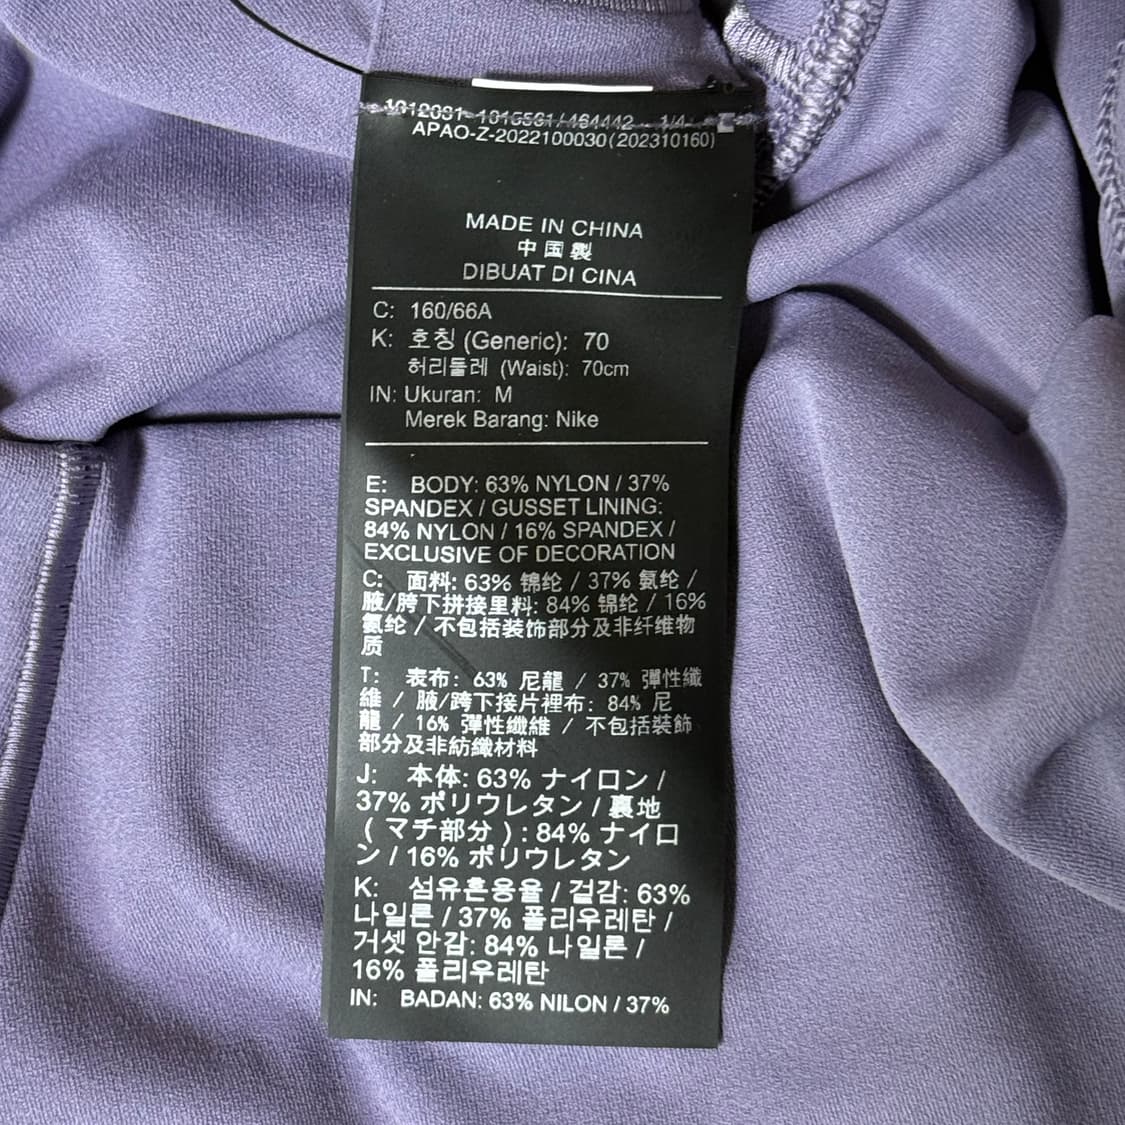 APAO-Z-2022100030(202310160)
MADE IN CHINA
中国製
DIBUAT DI CINA
C: 160/66A
K: 호칭 (Generic): 70
허리둘레 (Waist): 70cm
IN: Ukuran: M
Merek Barang: Nike
E: BODY: 63% NYLON / 37%
SPANDEX / GUSSET LINING:
84% NYLON / 16% SPANDEX /
EXCLUSIVE OF DECORATION
C: 面料: 63% 锦纶 / 37% 氨纶 /
腋/胯下拼接里料: 84% 锦纶 / 16%
氨纶 / 不包括装饰部分及非纤维物
质
T: 表布: 63% 尼龍 / 37% 彈性纖
維 / 腋/跨下接片裡布: 84% 尼
龍 / 16% 彈性纖維 / 不包括裝飾
部分及非紡織材料
J: 本体: 63% ナイロン /
37% ポリウレタン / 裏地
( マチ部分 ) : 84% ナイロ
ン / 16% ポリウレタン
K: 섬유혼용율 / 겉감: 63%
나일론 / 37% 폴리우레탄 /
거셋 안감: 84% 나일론 /
16% 폴리우레탄
IN: BADAN: 63% NILON / 37%